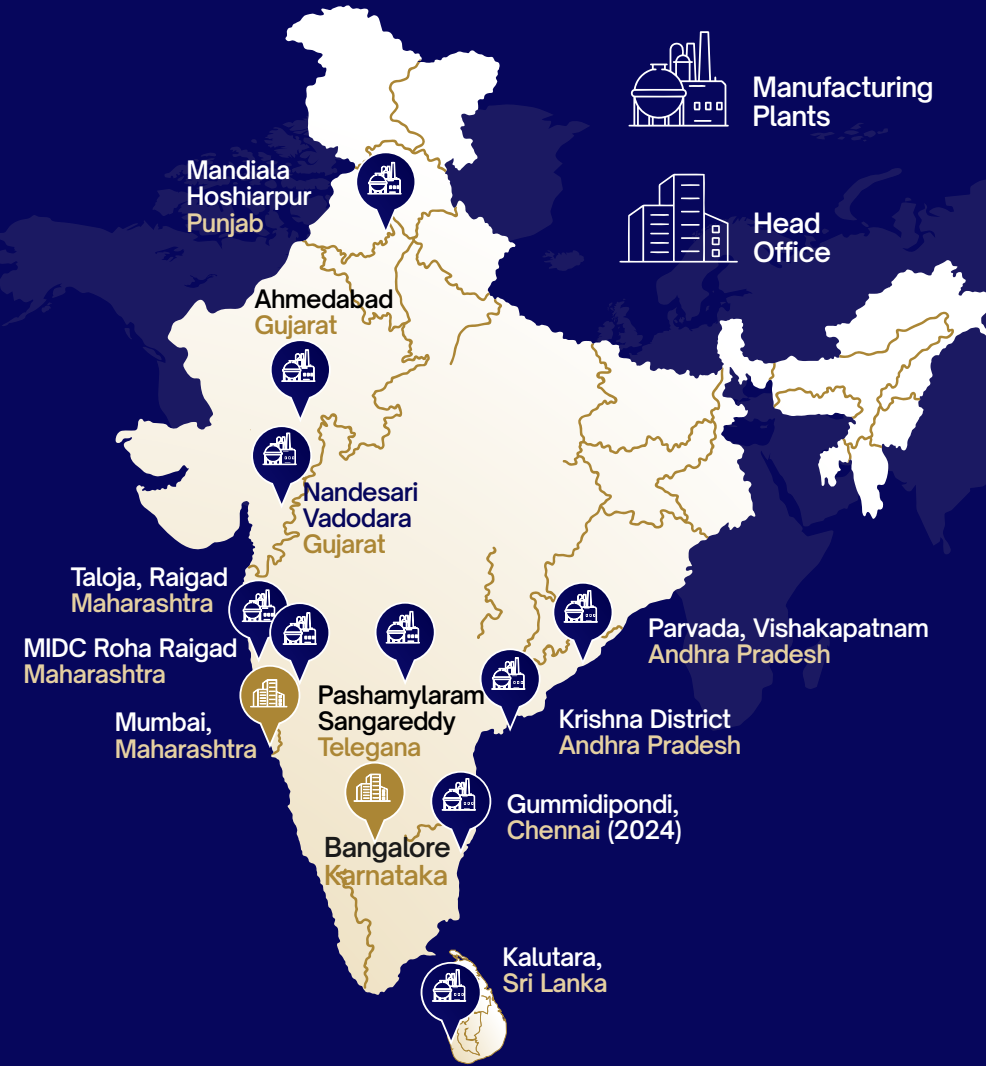 Manufacturing
Plants
Mandiala
Hoshiarpur
Punjab
Head
Office
Ahmedabad
Gujarat
Nandesari
Vadodara
Gujarat
Taloja, Raigad
Maharashtra
MIDC Roha Raigad
Maharashtra
Parvada, Vishakapatnam
Andhra Pradesh
Mumbai,
Maharashtra
Pashamylaram
Sangareddy
Telegana
Krishna District
Andhra Pradesh
Gummidipondi,
Chennai (2024)
Bangalore
Karnataka
Kalutara,
Sri Lanka